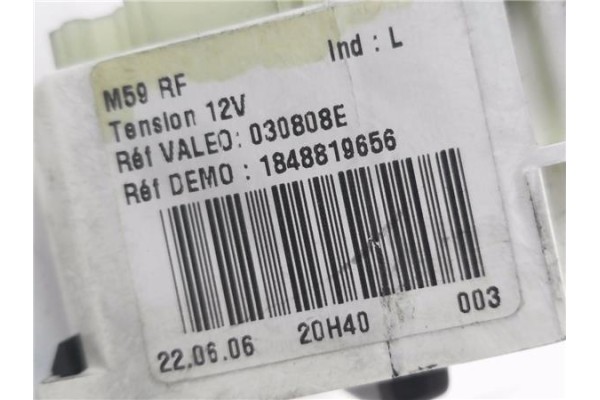 Ind : L
M59 RF
Tension 12V
Réf VALEO: 030808E
Réf DEMO : 1848819656
22.06.06 20H40 003